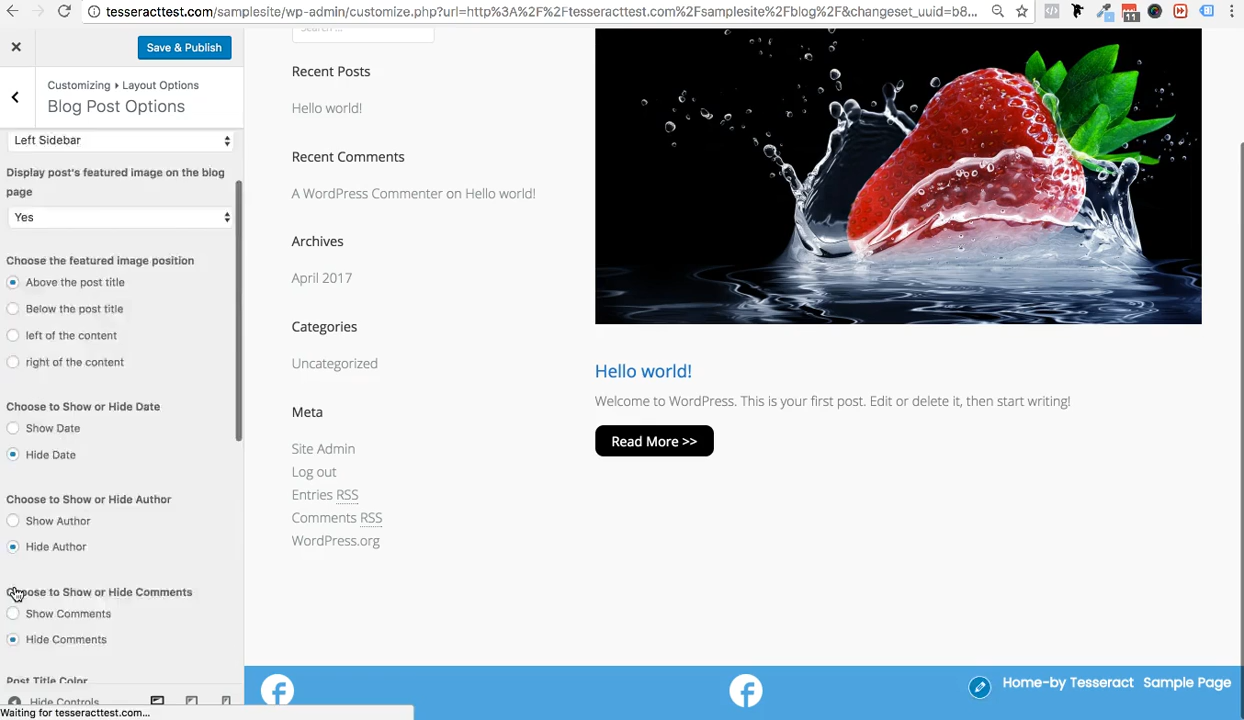 tesseracttest.com/samplesite/wp-admin/customize.php?url=http%3A%2F%2Ftesseracttest.com%2Fsamplesite%2Fblog%2F&changeset_uuid=b8...
11
Save & Publish
Customizing ▸ Layout Options
Blog Post Options
Left Sidebar
Display post's featured image on the blog
page
Yes
Choose the featured image position
Above the post title
Below the post title
left of the content
right of the content
Choose to Show or Hide Date
Show Date
Hide Date
Choose to Show or Hide Author
Show Author
Hide Author
Choose to Show or Hide Comments
Show Comments
Hide Comments
Post Title Color
Hide Controls
Waiting for tesseracttest.com...
Search ...
Recent Posts
Hello world!
Recent Comments
A WordPress Commenter on Hello world!
Archives
April 2017
Categories
Uncategorized
Meta
Site Admin
Log out
Entries RSS
Comments RSS
WordPress.org
Hello world!
Welcome to WordPress. This is your first post. Edit or delete it, then start writing!
Read More >>
Home-by Tesseract Sample Page